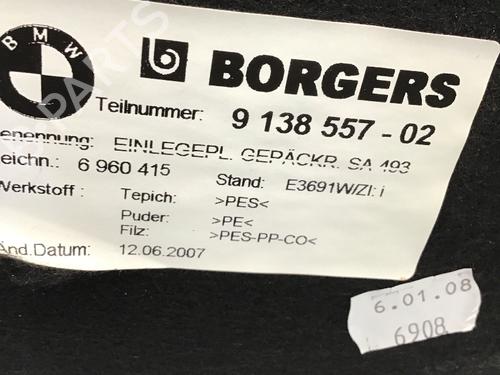 BMW
BORGERS
Teilnummer: 9 138 557 - 02
enennung: EINLEGEPL. GEPÄCKR. SA 493
eichn.: 6 960 415 Stand: E3691W/ZI: i
Werkstoff : Teppich: >PES<
Puder: >PE<
Filz: >PES-PP-CO<
Änd.Datum: 12.06.2007
6.01.08
6908